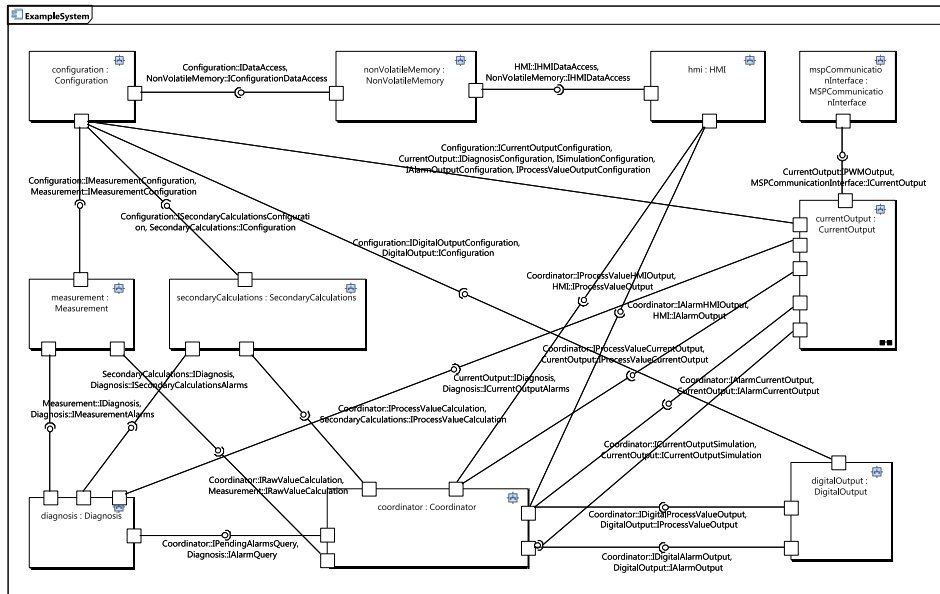 ExampleSystem
configuration :
Configuration
Configuration::IDataAccess,
NonVolatileMemory::IConfigurationDataAccess
nonVolatileMemory :
NonVolatileMemory
HMI::IHMIDataAccess,
NonVolatileMemory::IHMIDataAccess
hmi : HMI
mspCommunicatio
nInterface :
MSPCommunicatio
nInterface
Configuration::ICurrentOutputConfiguration,
CurrentOutput::IDiagnosisConfiguration, ISimulationConfiguration,
IAlarmOutputConfiguration, IProcessValueOutputConfiguration
CurrentOutput::PWMOutput,
MSPCommunicationInterface::ICurrentOutput
Configuration::IMeasurementConfiguration,
Measurement::IMeasurementConfiguration
Configuration::ISecondaryCalculationsConfigurati
on, SecondaryCalculations::IConfiguration
Configuration::IDigitalOutputConfiguration,
DigitalOutput::IConfiguration
currentOutput :
CurrentOutput
Coordinator::IProcessValueHMIOutput,
HMI::IProcessValueOutput
measurement :
Measurement
secondaryCalculations : SecondaryCalculations
Coordinator::IAlarmHMIOutput,
HMI::IAlarmOutput
Coordinator::IProcessValueCurrentOutput,
CurrentOutput::IProcessValueCurrentOutput
SecondaryCalculations::IDiagnosis,
Diagnosis::ISecondaryCalculationsAlarms
CurrentOutput::IDiagnosis,
Diagnosis::ICurrentOutputAlarms
Coordinator::IAlarmCurrentOutput,
CurrentOutput::IAlarmCurrentOutput
Measurement::IDiagnosis,
Diagnosis::IMeasurementAlarms
Coordinator::IProcessValueCalculation,
SecondaryCalculations::IProcessValueCalculation
Coordinator::ICurrentOutputSimulation,
CurrentOutput::ICurrentOutputSimulation
Coordinator::IRawValueCalculation,
Measurement::IRawValueCalculation
digitalOutput :
DigitalOutput
diagnosis : Diagnosis
coordinator : Coordinator
Coordinator::IDigitalProcessValueOutput,
DigitalOutput::IProcessValueOutput
Coordinator::IPendingAlarmsQuery,
Diagnosis::IAlarmQuery
Coordinator::IDigitalAlarmOutput,
DigitalOutput::IAlarmOutput